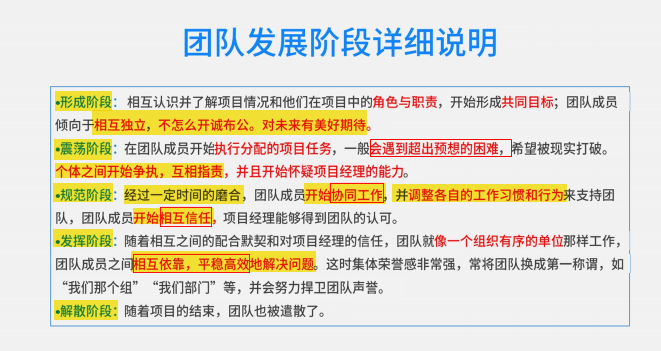 团队发展阶段详细说明
•形成阶段：相互认识并了解项目情况和他们在项目中的角色与职责，开始形成共同目标；团队成员
倾向于相互独立，不怎么开诚布公。对未来有美好期待。
•震荡阶段：在团队成员开始执行分配的项目任务，一般会遇到超出预想的困难，希望被现实打破。
个体之间开始争执，互相指责，并且开始怀疑项目经理的能力。
•规范阶段：经过一定时间的磨合，团队成员开始协同工作，并调整各自的工作习惯和行为来支持团
队，团队成员开始相互信任，项目经理能够得到团队的认可。
•发挥阶段：随着相互之间的配合默契和对项目经理的信任，团队就像一个组织有序的单位那样工作，
团队成员之间相互依靠，平稳高效地解决问题。这时集体荣誉感非常强，常将团队换成第一称谓，如
“我们那个组”“我们部门”等，并会努力捍卫团队声誉。
•解散阶段：随着项目的结束，团队也被遣散了。